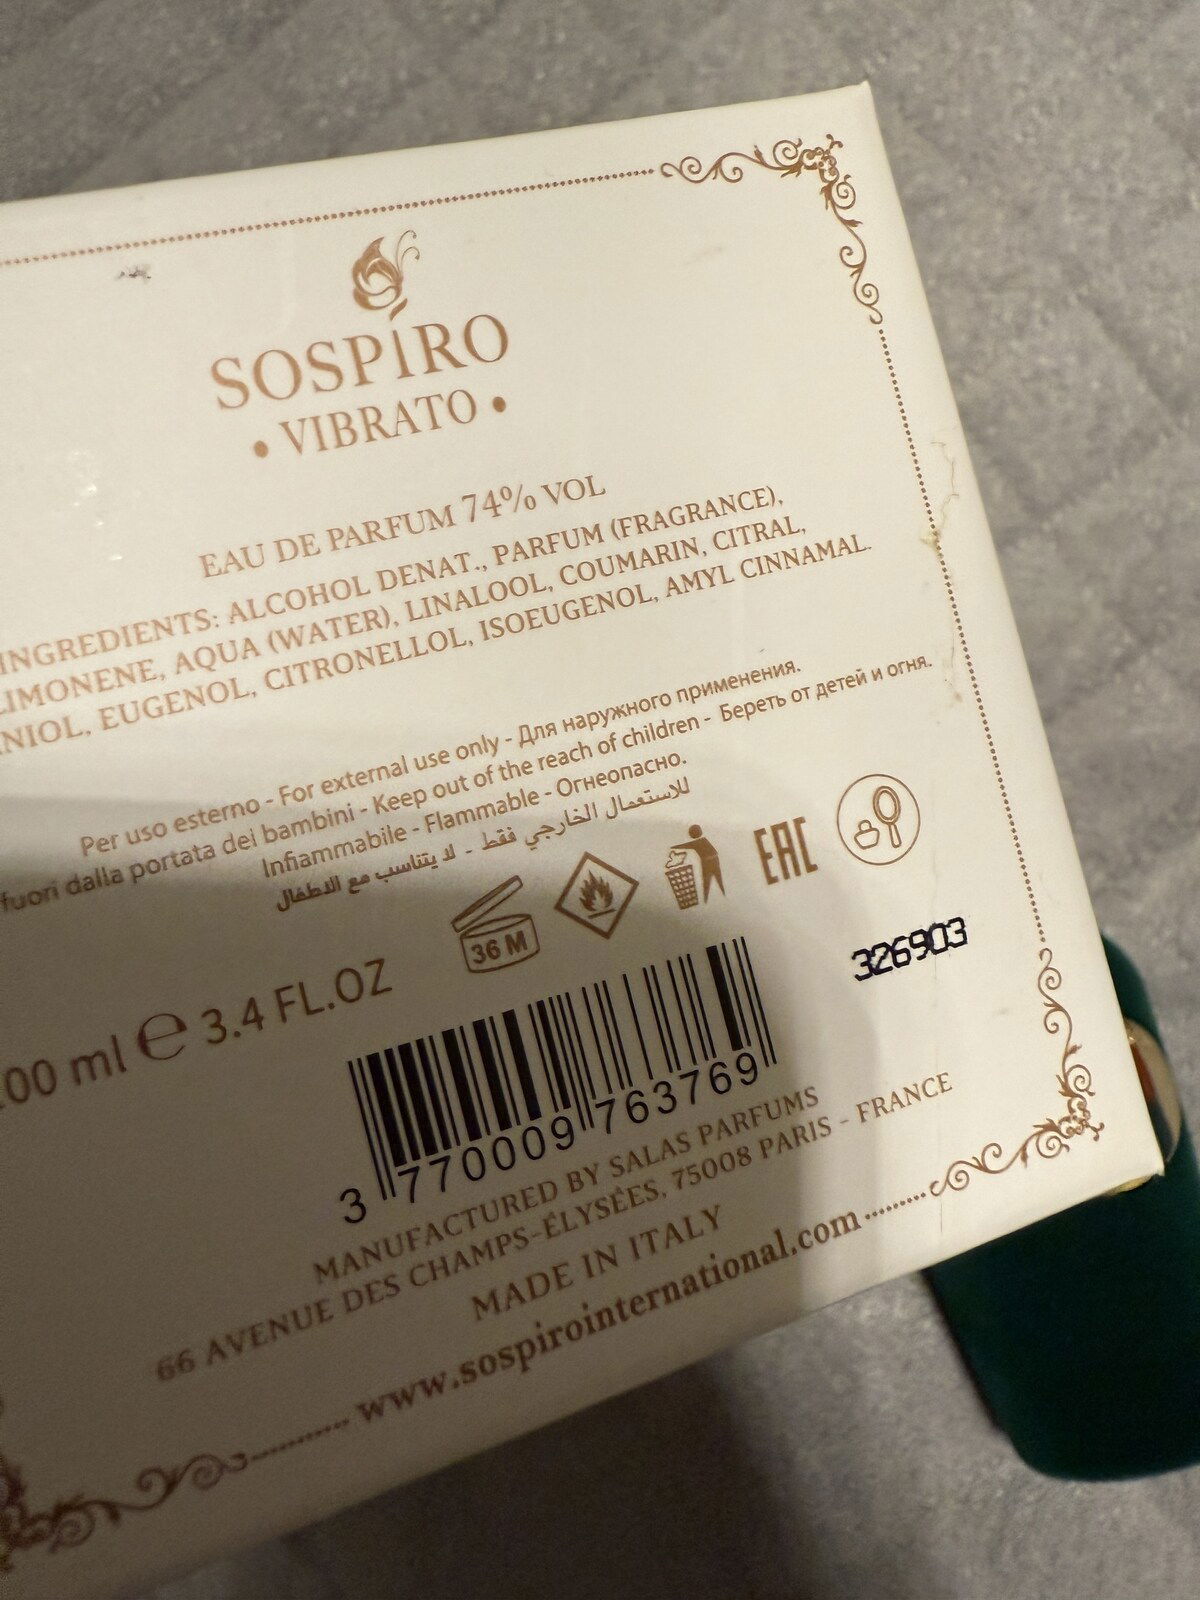 SOSPIRO
• VIBRATO •
EAU DE PARFUM 74% VOL
INGREDIENTS: ALCOHOL DENAT., PARFUM (FRAGRANCE),
LIMONENE, AQUA (WATER), LINALOOL, COUMARIN, CITRAL,
NIOL, EUGENOL, CITRONELLOL, ISOEUGENOL, AMYL CINNAMAL.
Per uso esterno - For external use only - Для наружного применения.
fuori dalla portata dei bambini - Keep out of the reach of children - Береть от детей и огня.
Infiammabile - Flammable - Огнеопасно.
للاستعمال الخارجي فقط - لا يتناسب مع الاطفال
36 M
EAC
326903
00 ml e 3.4 FL.OZ
3 770009 763769
MANUFACTURED BY SALAS PARFUMS
66 AVENUE DES CHAMPS-ÉLYSÉES, 75008 PARIS - FRANCE
MADE IN ITALY
www.sospirointernational.com